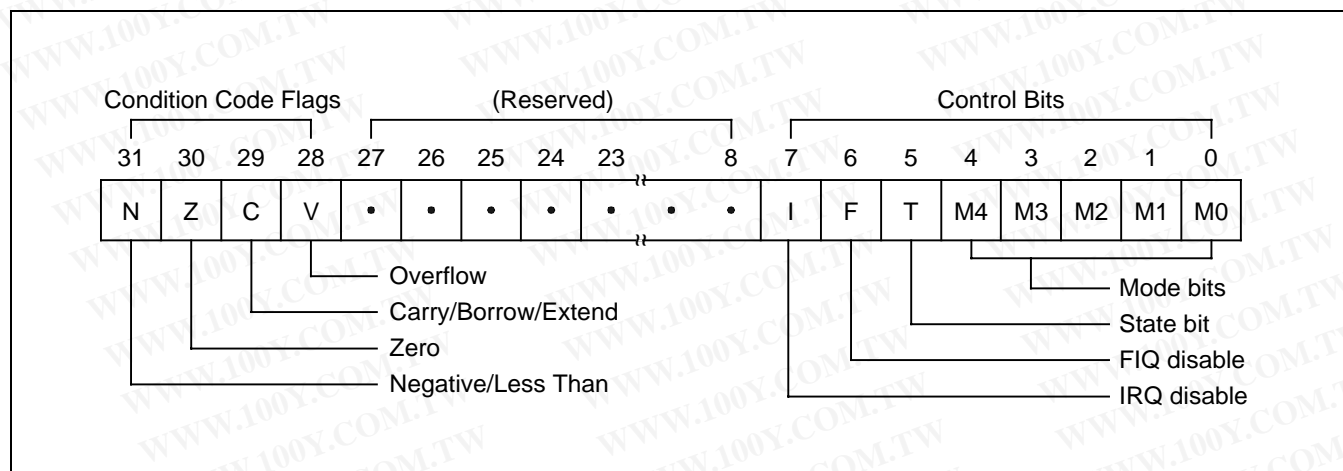 Condition Code Flags (Reserved) Control Bits
31 30 29 28 27 26 25 24 23 8 7 6 5 4 3 2 1 0
N Z C V • • • • • • • I F T M4 M3 M2 M1 M0
Overflow
Carry/Borrow/Extend
Zero
Negative/Less Than
Mode bits
State bit
FIQ disable
IRQ disable
WWW.100Y.COM.TW